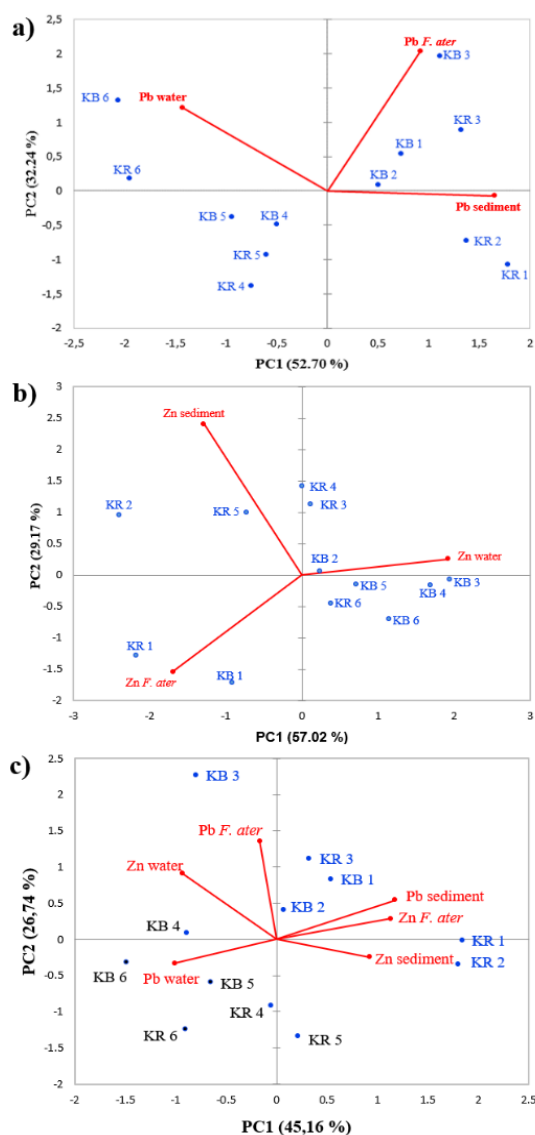 a)
2,5
2
1,5
1
0,5
0
-0,5
-1
-1,5
-2
PC2 (32.24 %)
Pb F. ater
KB 3
Pb water
KB 6
KR 3
KB 1
KR 6
KB 2
Pb sediment
KB 5
KB 4
KR 2
KR 5
KR 1
KR 4
-2,5
-2
-1,5
-1
-0,5
0
0,5
1
1,5
2
PC1 (52.70 %)
b)
3
2.5
2
1.5
1
0.5
0
-0.5
-1
-1.5
-2
PC2 (29.17 %)
Zn sediment
KR 4
KR 2
KR 5
KR 3
Zn water
KB 2
KB 5
KB 3
KB 4
KR 6
KB 6
KR 1
Zn F. ater
KB 1
-3
-2
-1
0
1
2
3
PC1 (57.02 %)
c)
2.5
2
1.5
1
0.5
0
-0.5
-1
-1.5
-2
PC2 (26,74 %)
KB 3
Pb F. ater
KR 3
Zn water
KB 1
Pb sediment
KB 2
Zn F. ater
KB 4
KR 1
KR 2
Zn sediment
KB 6
Pb water
KB 5
KR 4
KR 6
KR 5
-2
-1.5
-1
-0.5
0
0.5
1
1.5
2
2.5
PC1 (45,16 %)